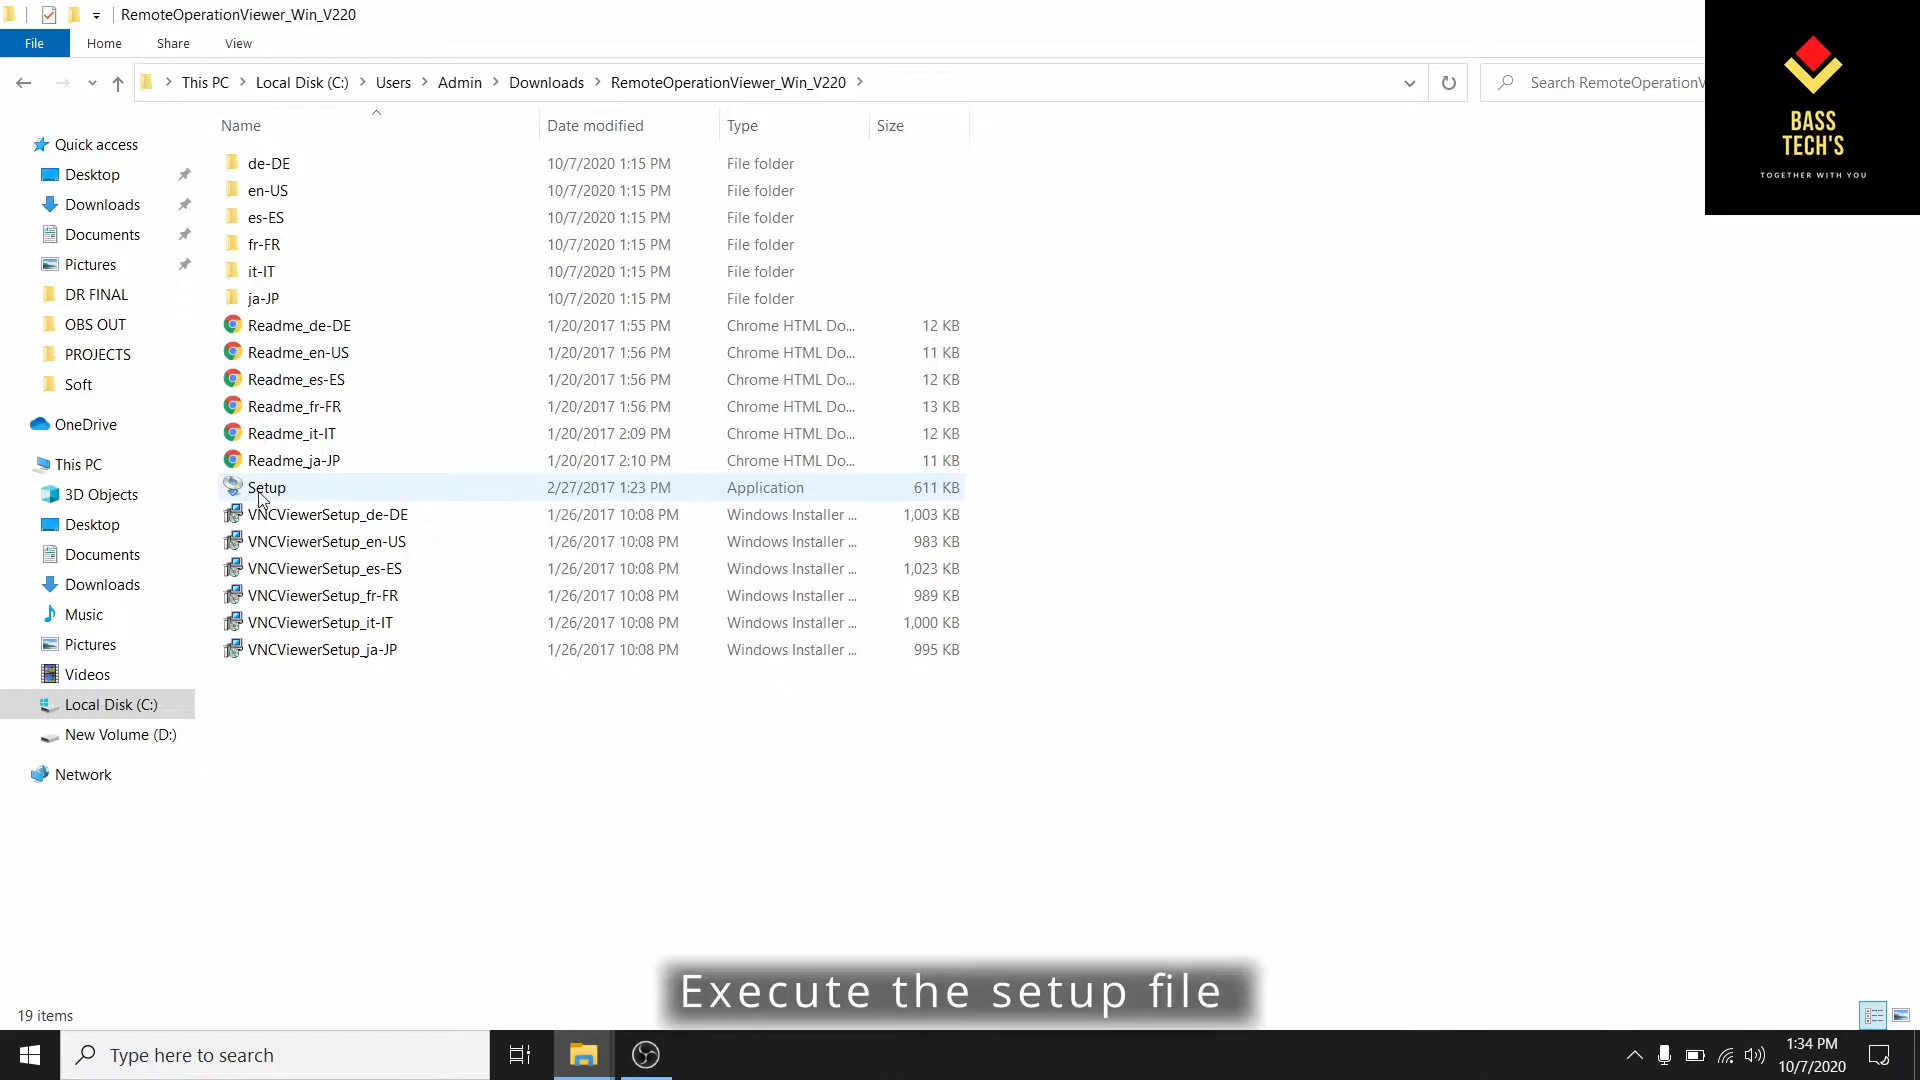 RemoteOperationViewer_Win_V220
File Home Share View
This PC Local Disk (C:) Users Admin Downloads RemoteOperationViewer_Win_V220
Search RemoteOperationV
BASS
TECH'S
TOGETHER WITH YOU
Name Date modified Type Size
Quick access
Desktop
Downloads
Documents
Pictures
DR FINAL
OBS OUT
PROJECTS
Soft
OneDrive
This PC
3D Objects
Desktop
Documents
Downloads
Music
Pictures
Videos
Local Disk (C:)
New Volume (D:)
Network
de-DE 10/7/2020 1:15 PM File folder
en-US 10/7/2020 1:15 PM File folder
es-ES 10/7/2020 1:15 PM File folder
fr-FR 10/7/2020 1:15 PM File folder
it-IT 10/7/2020 1:15 PM File folder
ja-JP 10/7/2020 1:15 PM File folder
Readme_de-DE 1/20/2017 1:55 PM Chrome HTML Do... 12 KB
Readme_en-US 1/20/2017 1:56 PM Chrome HTML Do... 11 KB
Readme_es-ES 1/20/2017 1:56 PM Chrome HTML Do... 12 KB
Readme_fr-FR 1/20/2017 1:56 PM Chrome HTML Do... 13 KB
Readme_it-IT 1/20/2017 2:09 PM Chrome HTML Do... 12 KB
Readme_ja-JP 1/20/2017 2:10 PM Chrome HTML Do... 11 KB
Setup 2/27/2017 1:23 PM Application 611 KB
VNCViewerSetup_de-DE 1/26/2017 10:08 PM Windows Installer ... 1,003 KB
VNCViewerSetup_en-US 1/26/2017 10:08 PM Windows Installer ... 983 KB
VNCViewerSetup_es-ES 1/26/2017 10:08 PM Windows Installer ... 1,023 KB
VNCViewerSetup_fr-FR 1/26/2017 10:08 PM Windows Installer ... 989 KB
VNCViewerSetup_it-IT 1/26/2017 10:08 PM Windows Installer ... 1,000 KB
VNCViewerSetup_ja-JP 1/26/2017 10:08 PM Windows Installer ... 995 KB
Execute the setup file
19 items
Type here to search
1:34 PM
10/7/2020